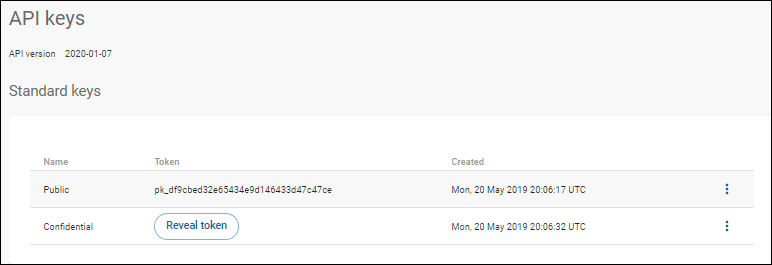 API keys
API version 2020-01-07
Standard keys
Name Token Created
Public pk_df9cbed32e65434e9d146433d47c47ce Mon, 20 May 2019 20:06:17 UTC
Confidential Reveal token Mon, 20 May 2019 20:06:32 UTC